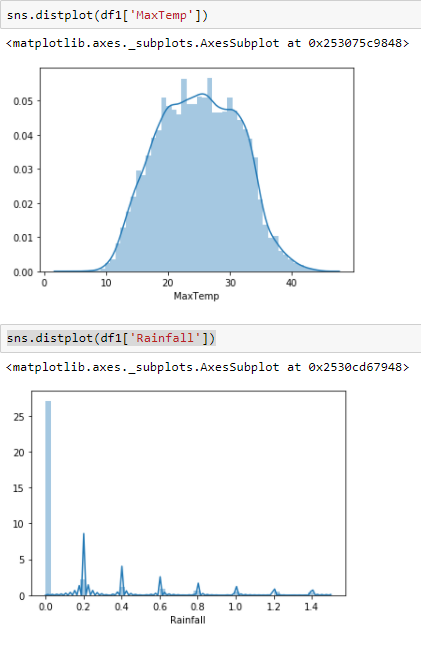 sns.distplot(df1['MaxTemp'])
<matplotlib.axes._subplots.AxesSubplot at 0x253075c9848>
0.05
0.04
0.03
0.02
0.01
0.00
0 10 20 30 40
MaxTemp
sns.distplot(df1['Rainfall'])
<matplotlib.axes._subplots.AxesSubplot at 0x2530cd67948>
25
20
15
10
5
0
0.0 0.2 0.4 0.6 0.8 1.0 1.2 1.4
Rainfall